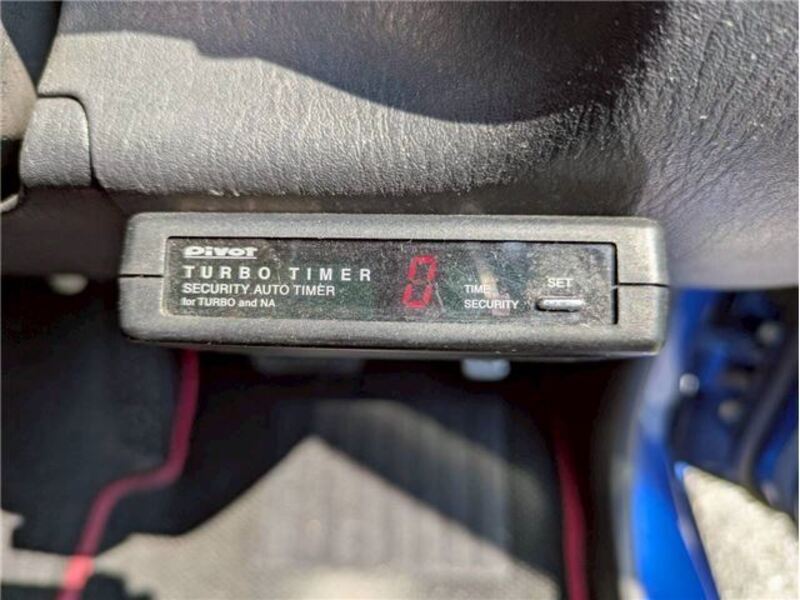 Pivot
TURBO TIMER
SECURITY AUTO TIMER
for TURBO and NA
0
TIME
SECURITY
SET